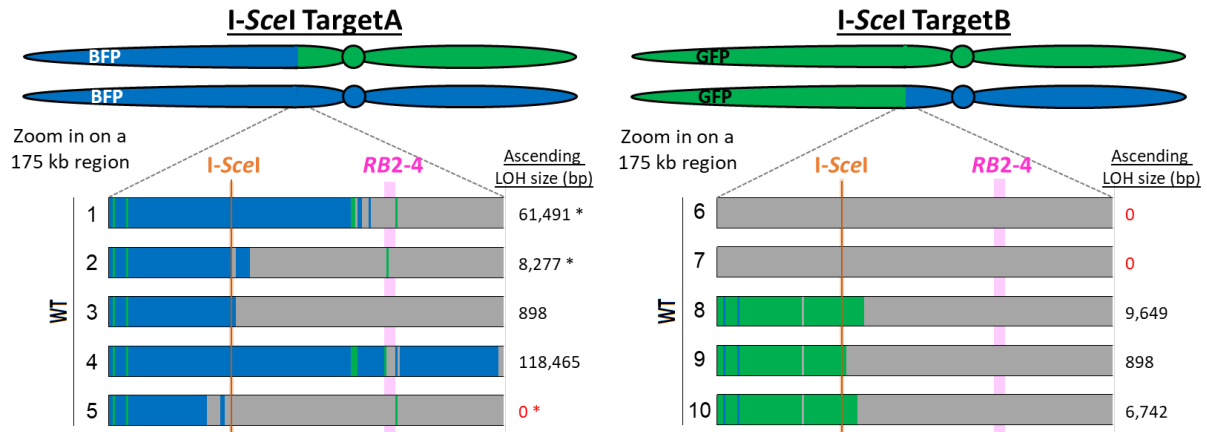 I-SceI TargetA
BFP
BFP
Zoom in on a
175 kb region
I-SceI
RB2-4
Ascending
LOH size (bp)
WT
1
61,491 *
2
8,277 *
3
898
4
118,465
5
0 *
I-SceI TargetB
GFP
GFP
Zoom in on a
175 kb region
I-SceI
RB2-4
Ascending
LOH size (bp)
WT
6
0
7
0
8
9,649
9
898
10
6,742